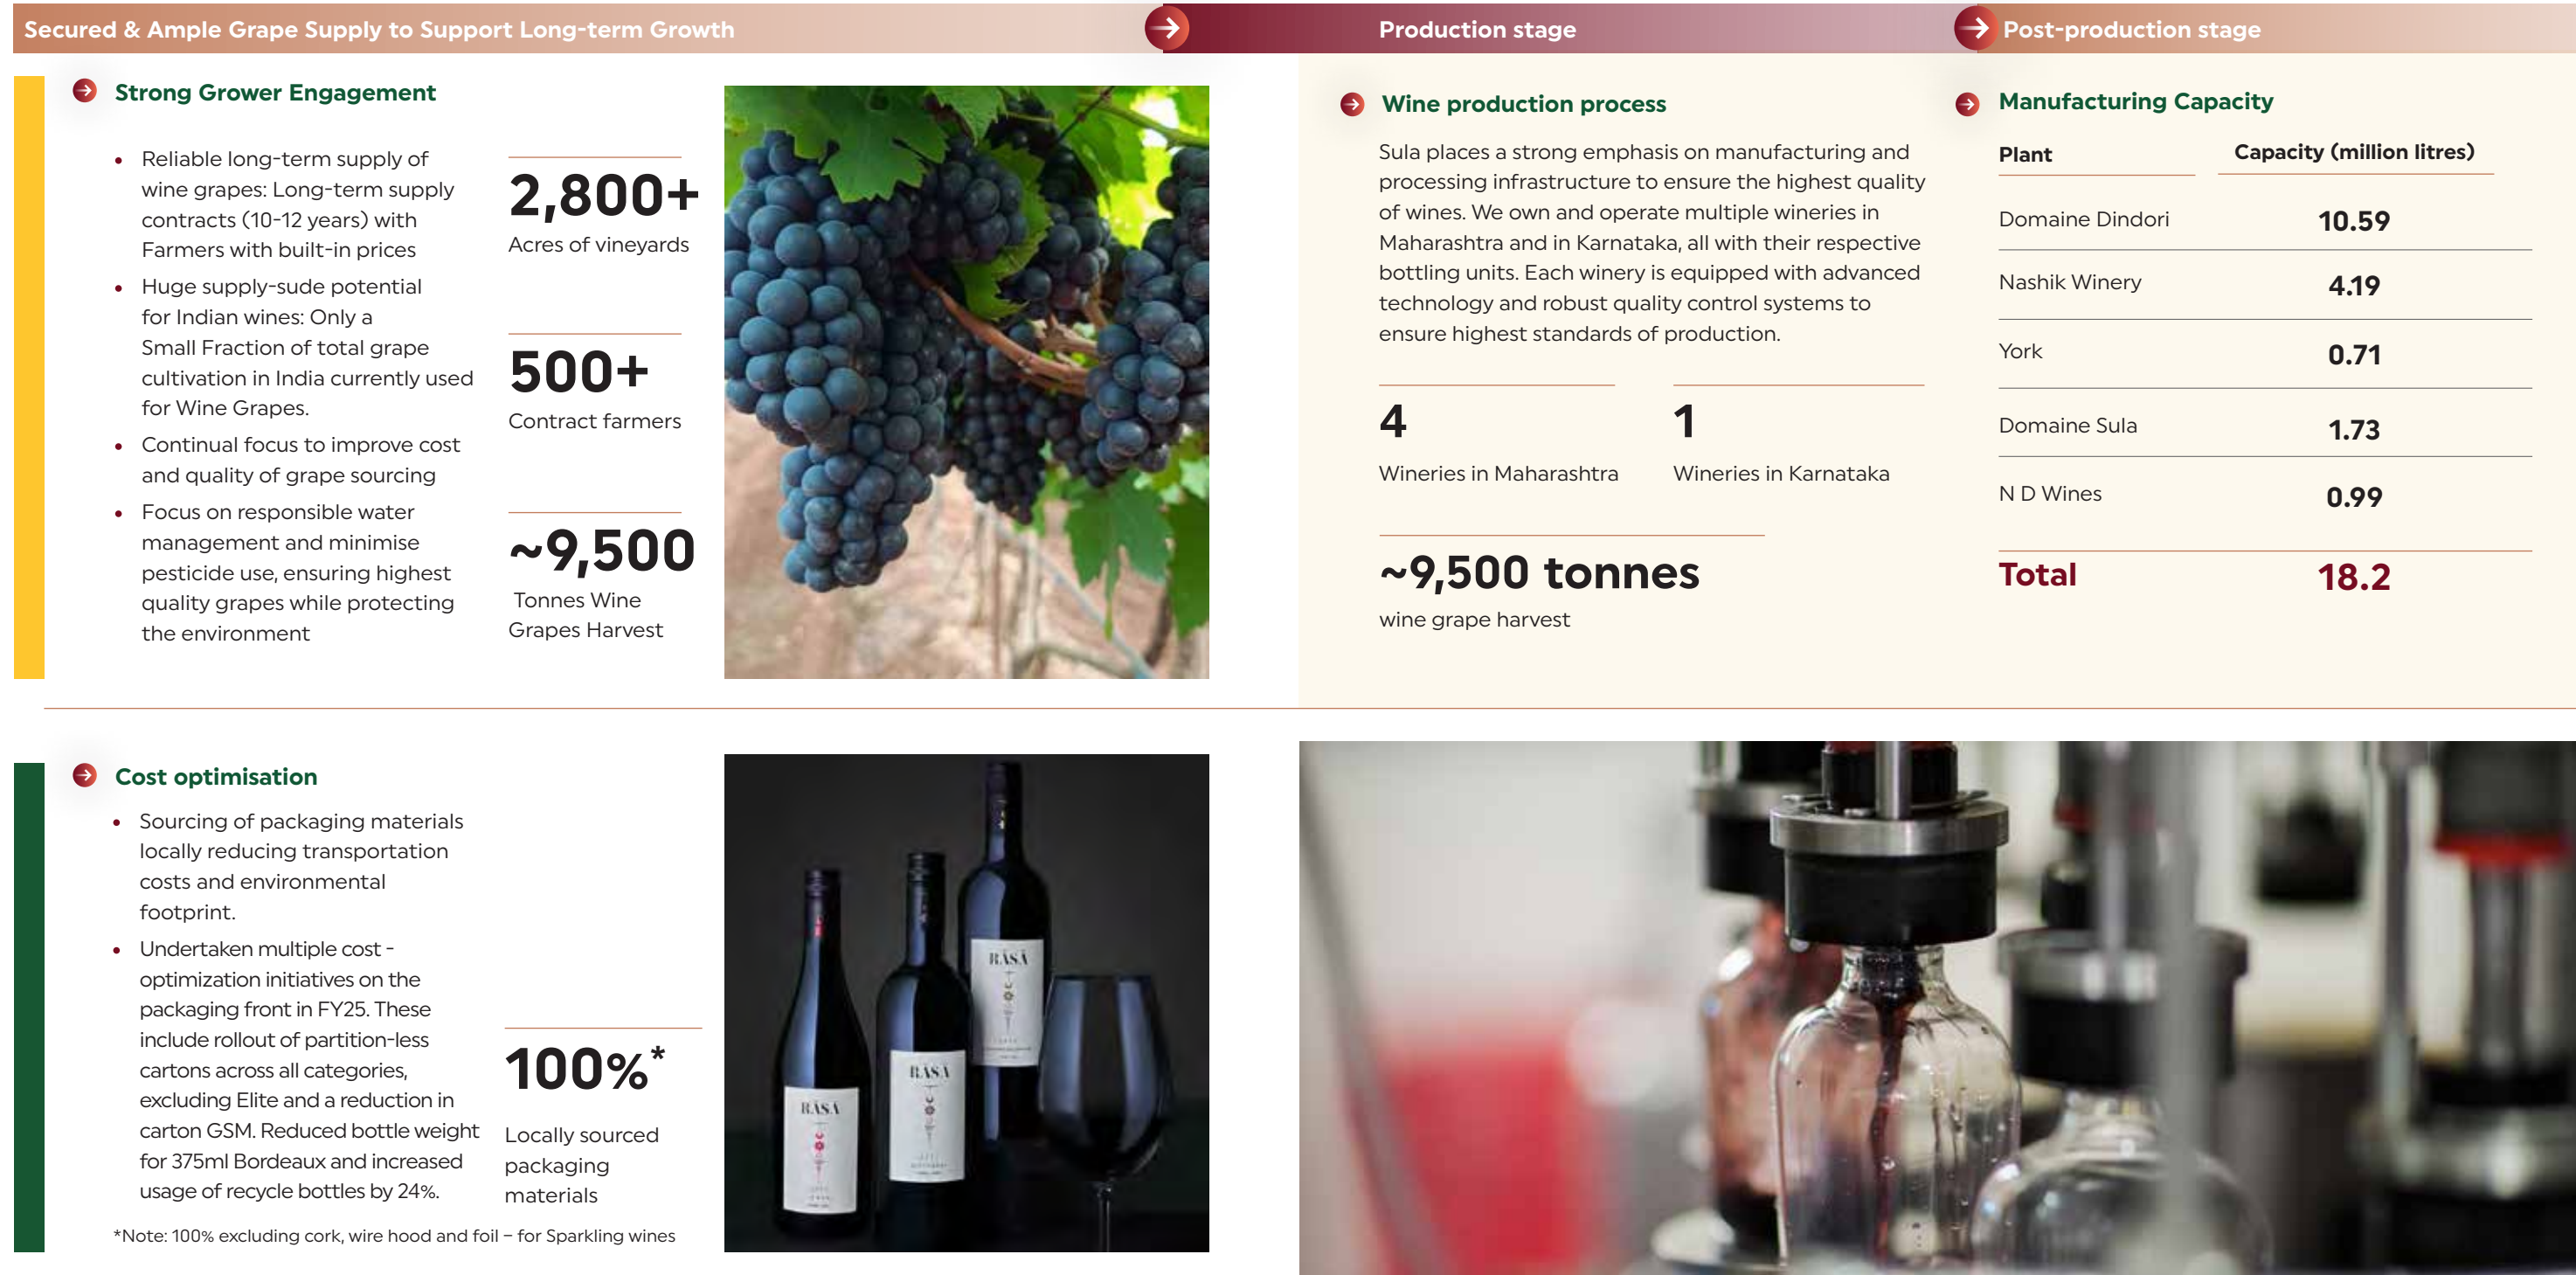 Secured & Ample Grape Supply to Support Long-term Growth
Strong Grower Engagement
• Reliable long-term supply of
wine grapes: Long-term supply
contracts (10-12 years) with
Farmers with built-in prices
• Huge supply-sude potential
for Indian wines: Only a
Small Fraction of total grape
cultivation in India currently used
for Wine Grapes.
• Continual focus to improve cost
and quality of grape sourcing
• Focus on responsible water
management and minimise
pesticide use, ensuring highest
quality grapes while protecting
the environment
2,800+
Acres of vineyards
500+
Contract farmers
~9,500
Tonnes Wine
Grapes Harvest
Cost optimisation
• Sourcing of packaging materials
locally reducing transportation
costs and environmental
footprint.
• Undertaken multiple cost -
optimization initiatives on the
packaging front in FY25. These
include rollout of partition-less
cartons across all categories,
excluding Elite and a reduction in
carton GSM. Reduced bottle weight
for 375ml Bordeaux and increased
usage of recycle bottles by 24%.
100%*
Locally sourced
packaging
materials
*Note: 100% excluding cork, wire hood and foil – for Sparkling wines
RĀSĀ
RĀSĀ
RĀSĀ
Production stage
Wine production process
Sula places a strong emphasis on manufacturing and
processing infrastructure to ensure the highest quality
of wines. We own and operate multiple wineries in
Maharashtra and in Karnataka, all with their respective
bottling units. Each winery is equipped with advanced
technology and robust quality control systems to
ensure highest standards of production.
4
Wineries in Maharashtra
1
Wineries in Karnataka
~9,500 tonnes
wine grape harvest
Post-production stage
Manufacturing Capacity
Plant Capacity (million litres)
Domaine Dindori 10.59
Nashik Winery 4.19
York 0.71
Domaine Sula 1.73
N D Wines 0.99
Total 18.2